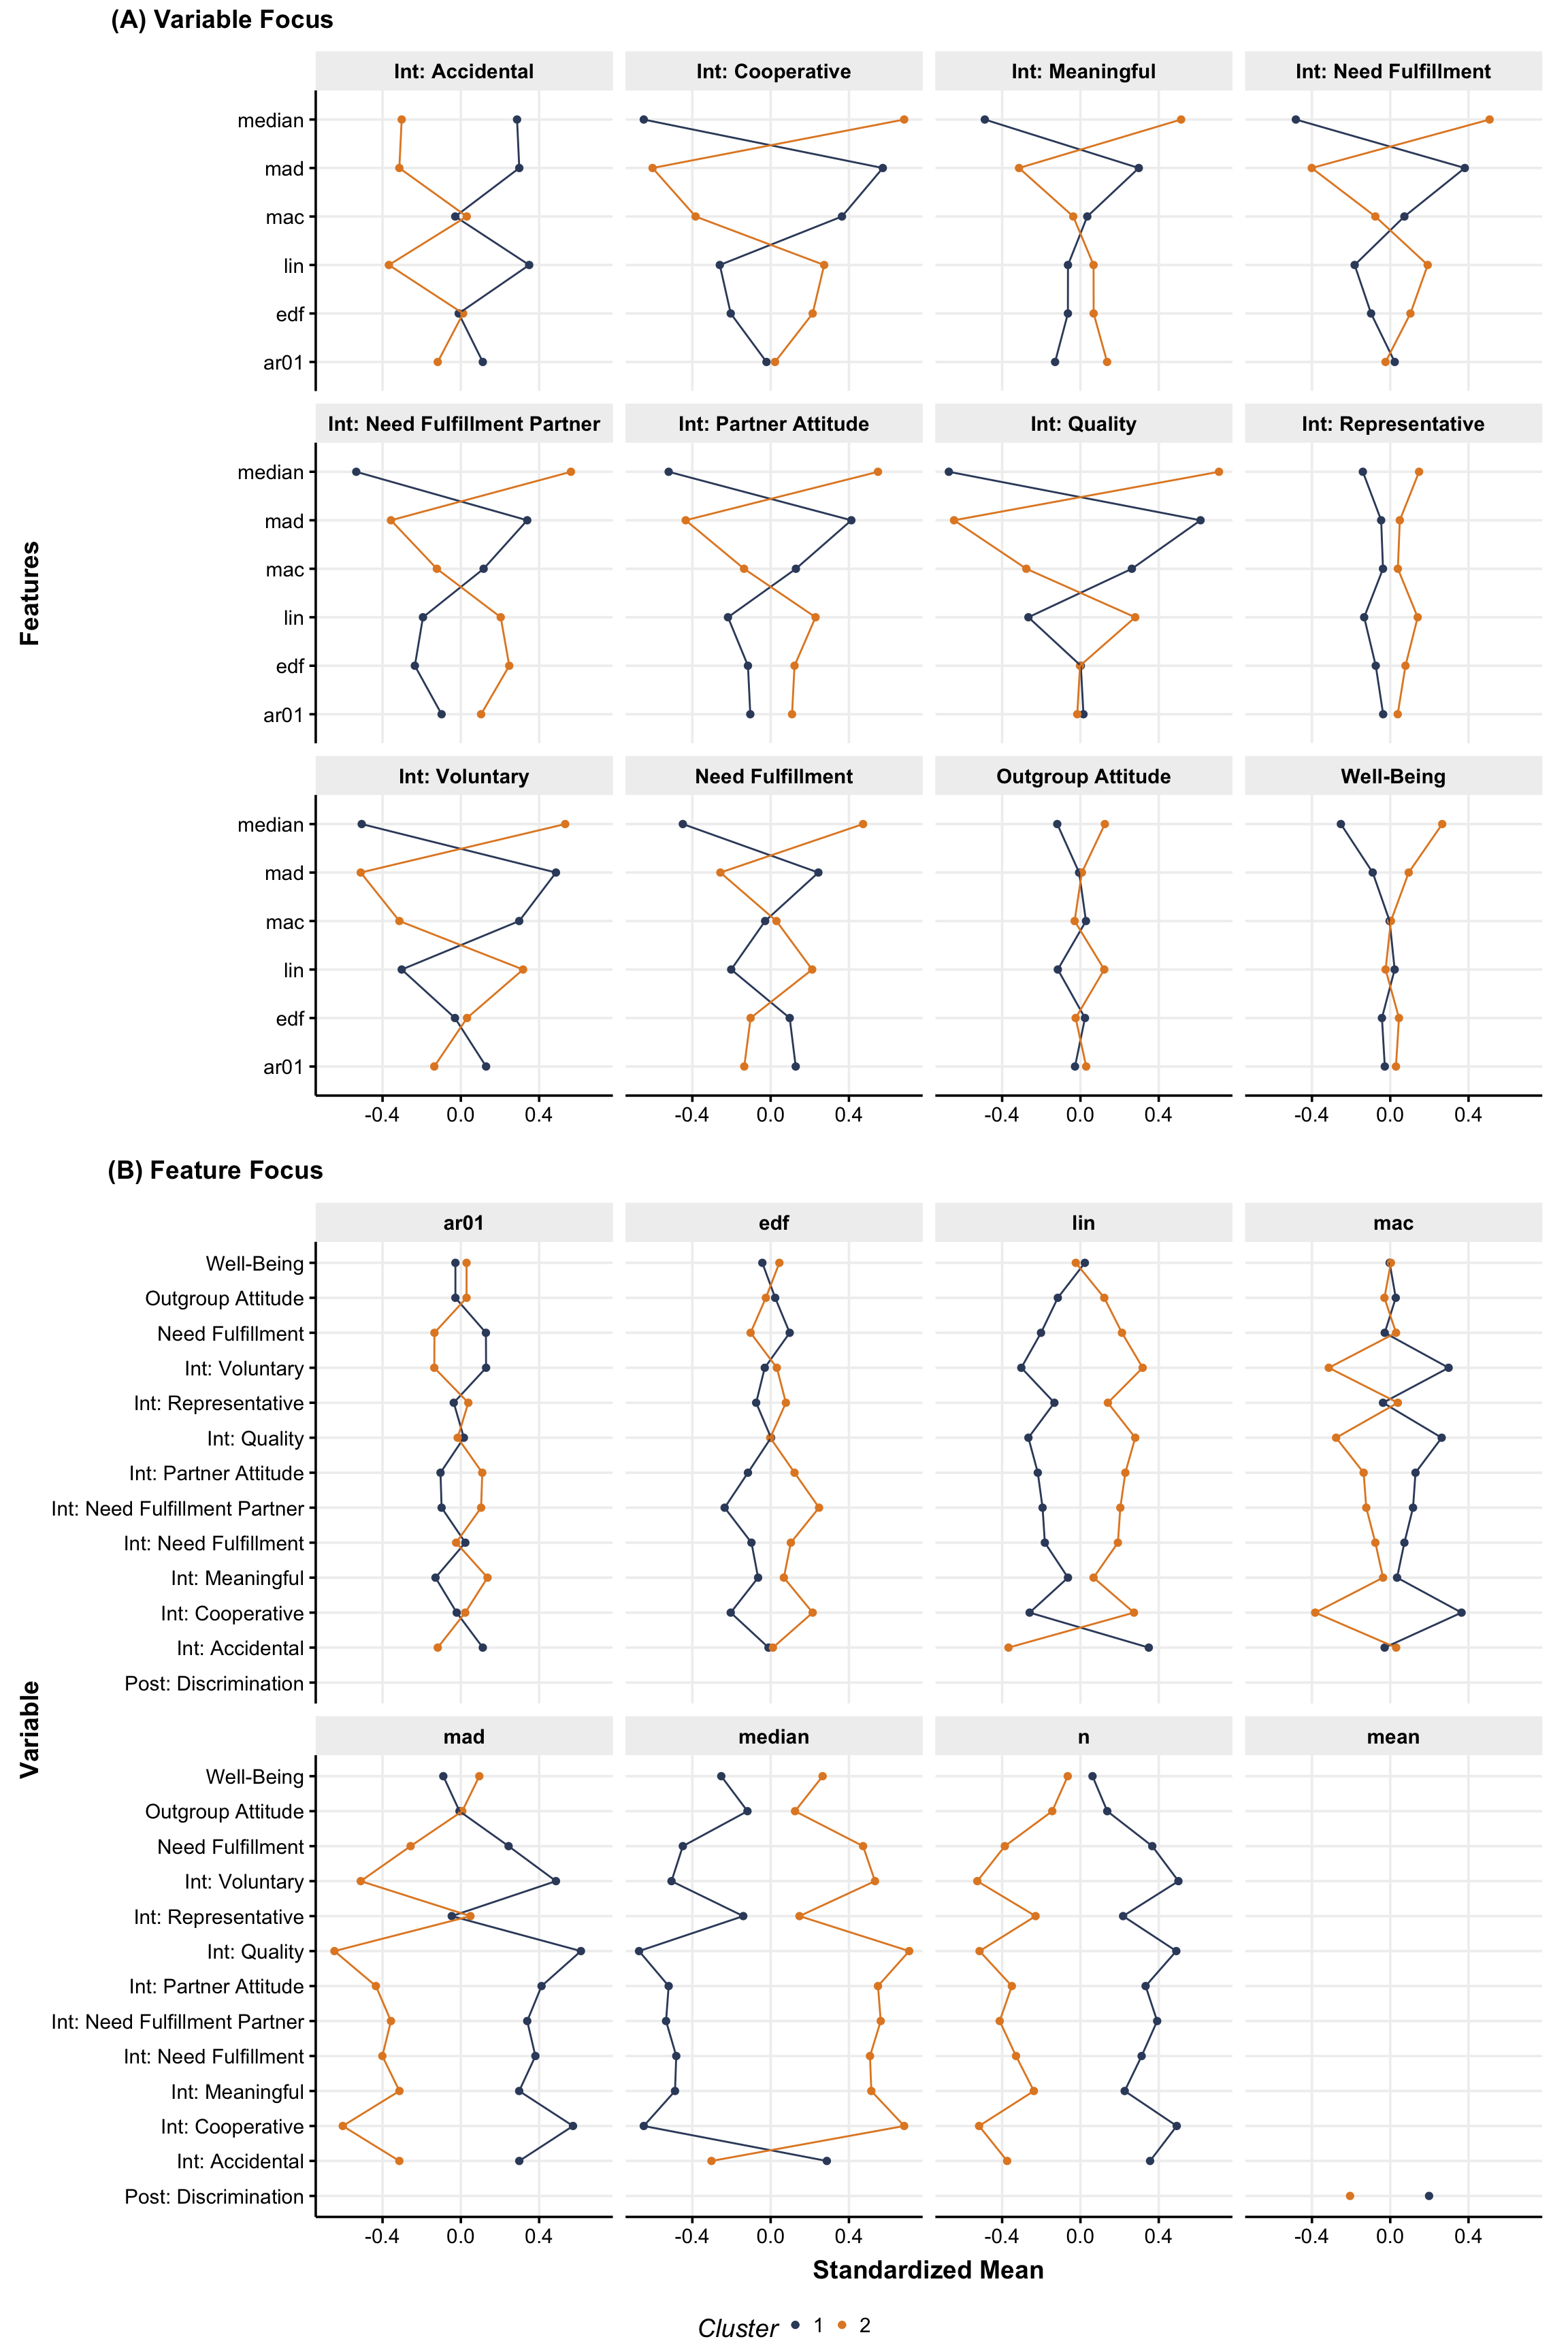 (A) Variable Focus
Int: Accidental Int: Cooperative Int: Meaningful Int: Need Fulfillment
median
mad
mac
lin
edf
ar01
Int: Need Fulfillment Partner Int: Partner Attitude Int: Quality Int: Representative
median
mad
mac
lin
edf
ar01
Features
Int: Voluntary Need Fulfillment Outgroup Attitude Well-Being
median
mad
mac
lin
edf
ar01
-0.4 0.0 0.4 -0.4 0.0 0.4 -0.4 0.0 0.4 -0.4 0.0 0.4
(B) Feature Focus
ar01 edf lin mac
Well-Being
Outgroup Attitude
Need Fulfillment
Int: Voluntary
Int: Representative
Int: Quality
Int: Partner Attitude
Int: Need Fulfillment Partner
Int: Need Fulfillment
Int: Meaningful
Int: Cooperative
Int: Accidental
Post: Discrimination
Variable
mad median n mean
Well-Being
Outgroup Attitude
Need Fulfillment
Int: Voluntary
Int: Representative
Int: Quality
Int: Partner Attitude
Int: Need Fulfillment Partner
Int: Need Fulfillment
Int: Meaningful
Int: Cooperative
Int: Accidental
Post: Discrimination
-0.4 0.0 0.4 -0.4 0.0 0.4 -0.4 0.0 0.4 -0.4 0.0 0.4
Standardized Mean
Cluster 1 2